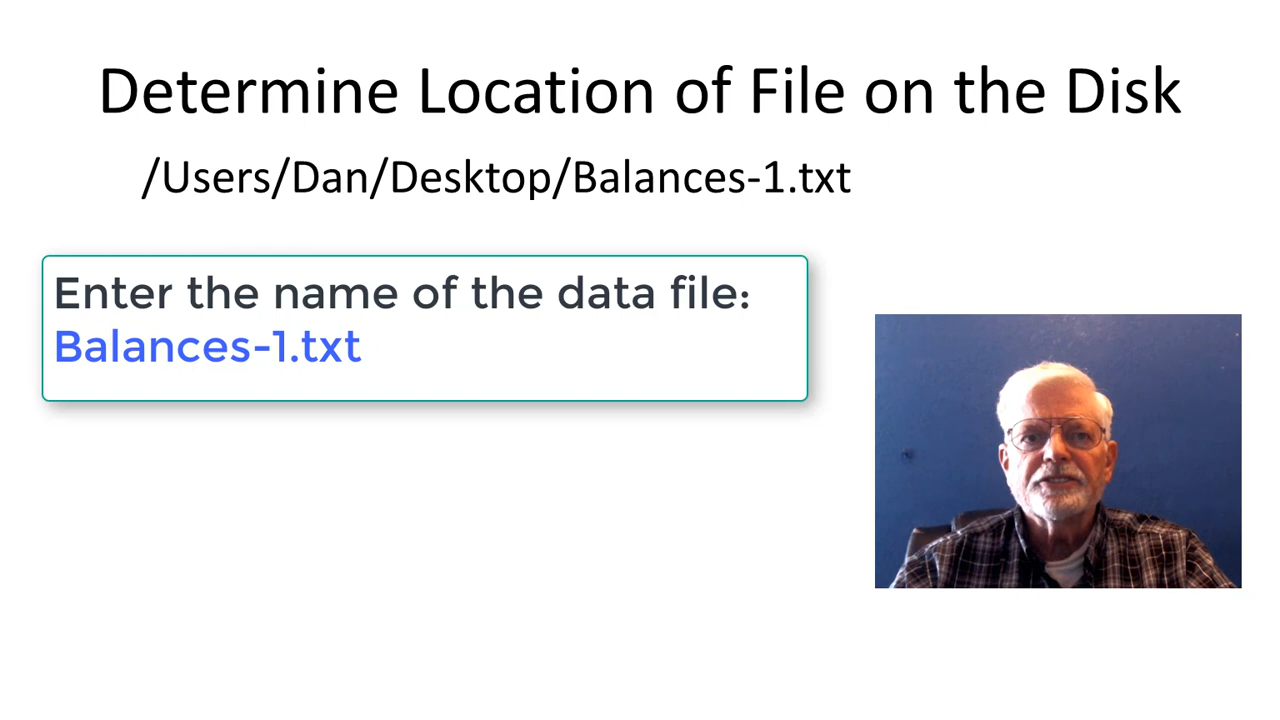 Determine Location of File on the Disk
/Users/Dan/Desktop/Balances-1.txt
Enter the name of the data file:
Balances-1.txt